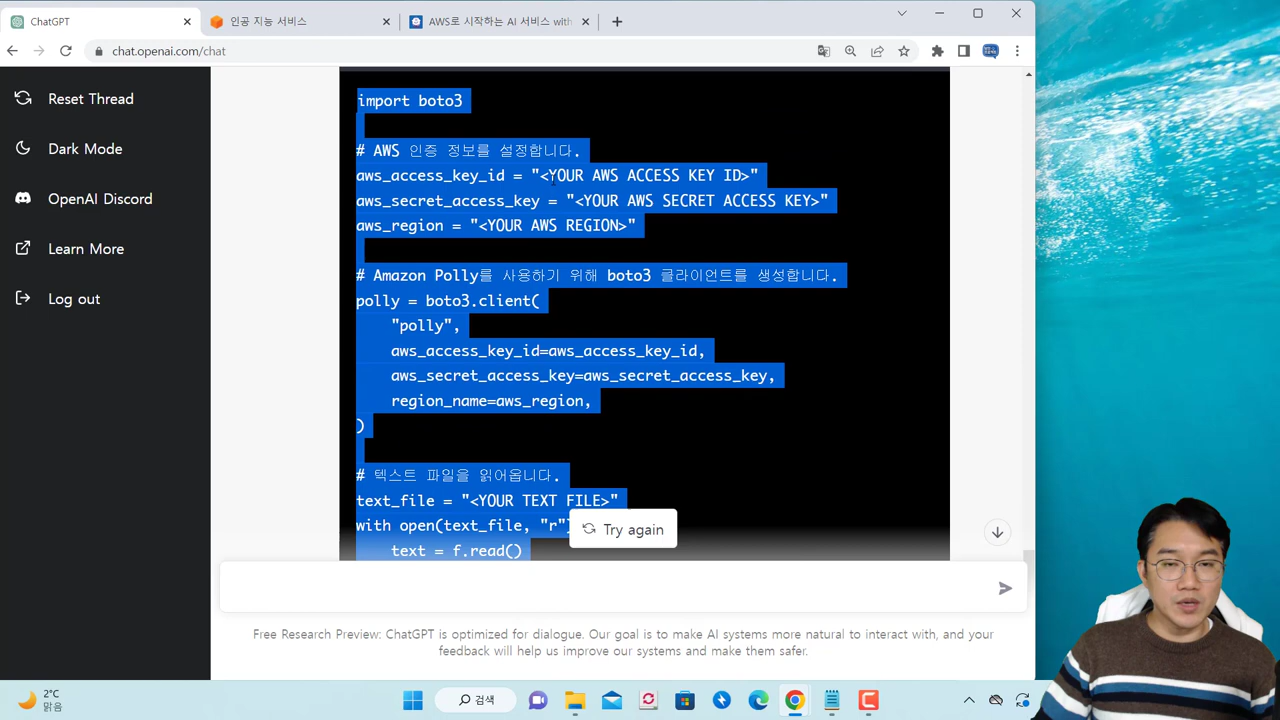 ChatGPT
인공 지능 서비스
AWS로 시작하는 AI 서비스 with
chat.openai.com/chat
Reset Thread
Dark Mode
OpenAI Discord
Learn More
Log out
import boto3
# AWS 인증 정보를 설정합니다.
aws_access_key_id = "<YOUR AWS ACCESS KEY ID>"
aws_secret_access_key = "<YOUR AWS SECRET ACCESS KEY>"
aws_region = "<YOUR AWS REGION>"
# Amazon Polly를 사용하기 위해 boto3 클라이언트를 생성합니다.
polly = boto3.client(
"polly",
aws_access_key_id=aws_access_key_id,
aws_secret_access_key=aws_secret_access_key,
region_name=aws_region,
)
# 텍스트 파일을 읽어옵니다.
text_file = "<YOUR TEXT FILE>"
with open(text_file, "r")
text = f.read()
Try again
Free Research Preview: ChatGPT is optimized for dialogue. Our goal is to make AI systems more natural to interact with, and your
feedback will help us improve our systems and make them safer.
2°C
맑음
검색